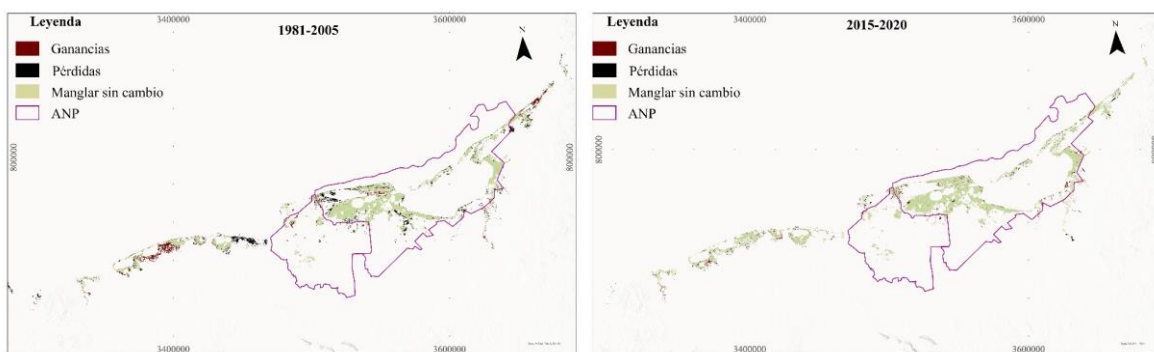 3400000
3600000
Leyenda
1981-2005
N
Ganancias
Pérdidas
Manglar sin cambio
ANP
800000
800000
3400000
3600000
3400000
3600000
Leyenda
2015-2020
N
Ganancias
Pérdidas
Manglar sin cambio
ANP
800000
800000
3400000
3600000